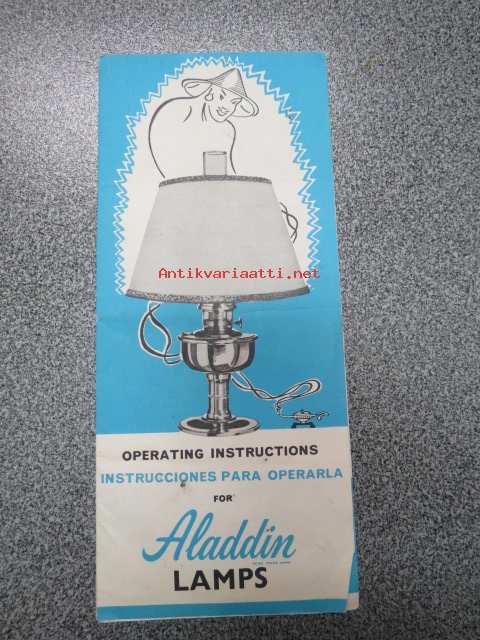 Antikvariaatti.net
OPERATING INSTRUCTIONS
INSTRUCCIONES PARA OPERARLA
FOR
Aladdin
LAMPS